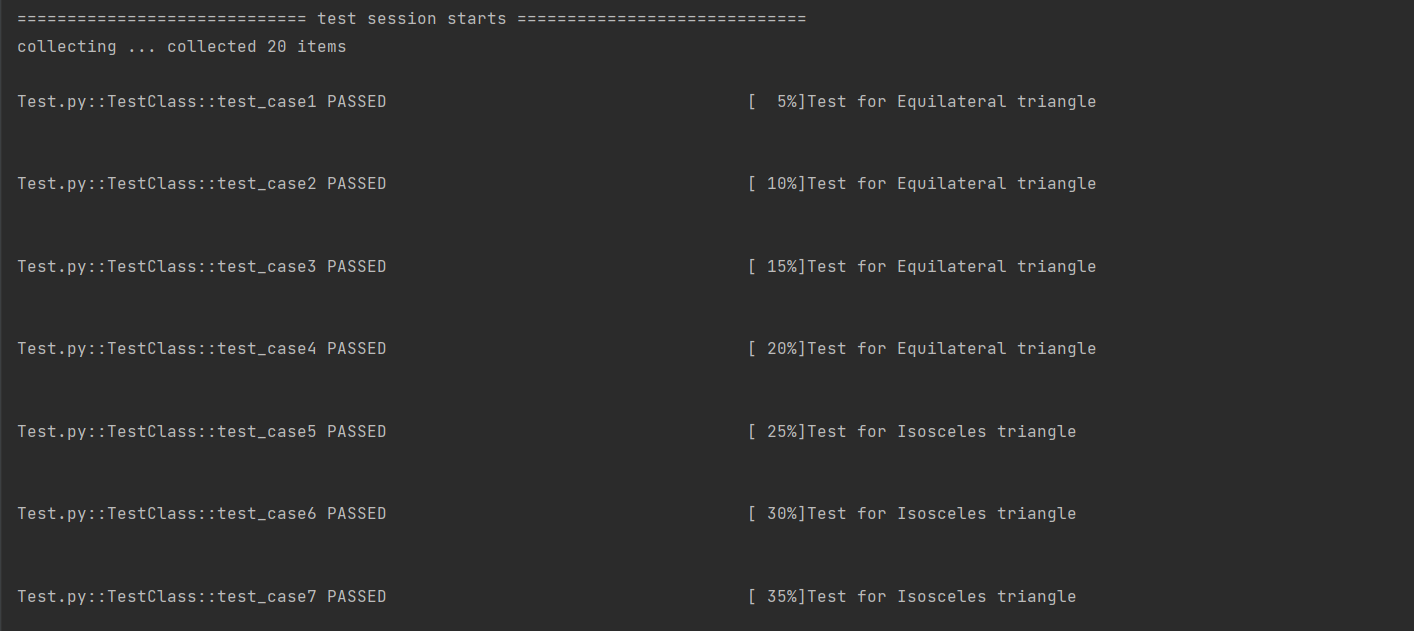 ============================= test session starts =============================
collecting ... collected 20 items
Test.py::TestClass::test_case1 PASSED                                    [  5%]Test for Equilateral triangle
Test.py::TestClass::test_case2 PASSED                                    [ 10%]Test for Equilateral triangle
Test.py::TestClass::test_case3 PASSED                                    [ 15%]Test for Equilateral triangle
Test.py::TestClass::test_case4 PASSED                                    [ 20%]Test for Equilateral triangle
Test.py::TestClass::test_case5 PASSED                                    [ 25%]Test for Isosceles triangle
Test.py::TestClass::test_case6 PASSED                                    [ 30%]Test for Isosceles triangle
Test.py::TestClass::test_case7 PASSED                                    [ 35%]Test for Isosceles triangle